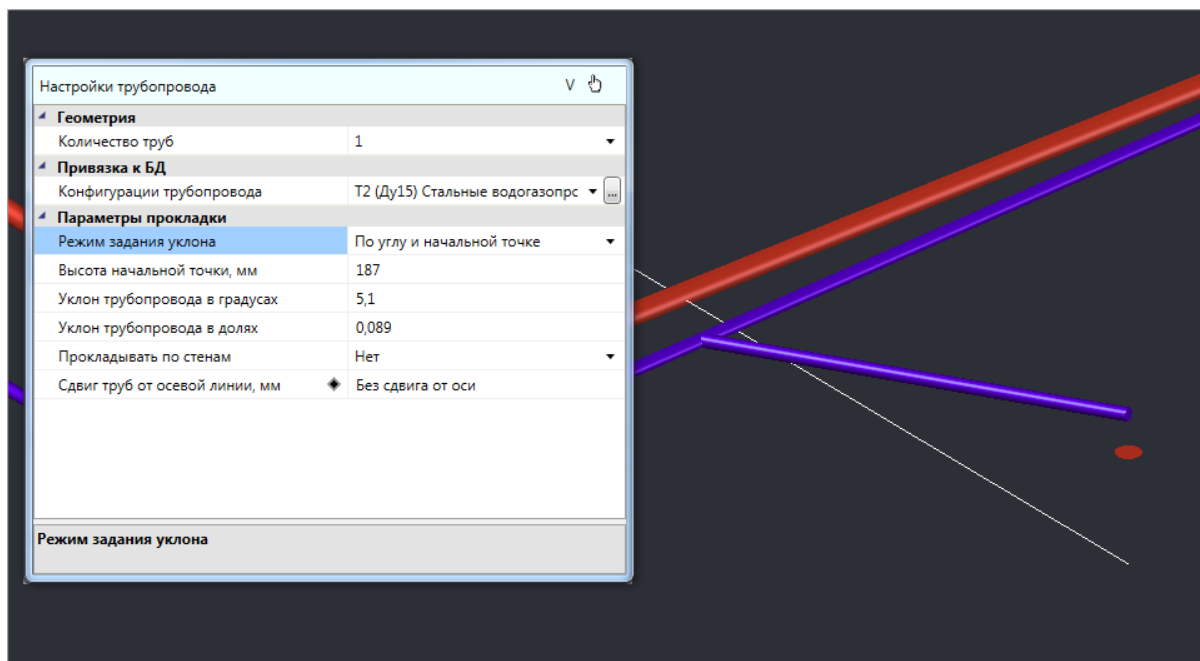 Настройки трубопровода V
Геометрия
Количество труб 1
Привязка к БД
Конфигурации трубопровода Т2 (Ду15) Стальные водогазопрс ...
Параметры прокладки
Режим задания уклона По углу и начальной точке
Высота начальной точки, мм 187
Уклон трубопровода в градусах 5,1
Уклон трубопровода в долях 0,089
Прокладывать по стенам Нет
Сдвиг труб от осевой линии, мм Без сдвига от оси
Режим задания уклона